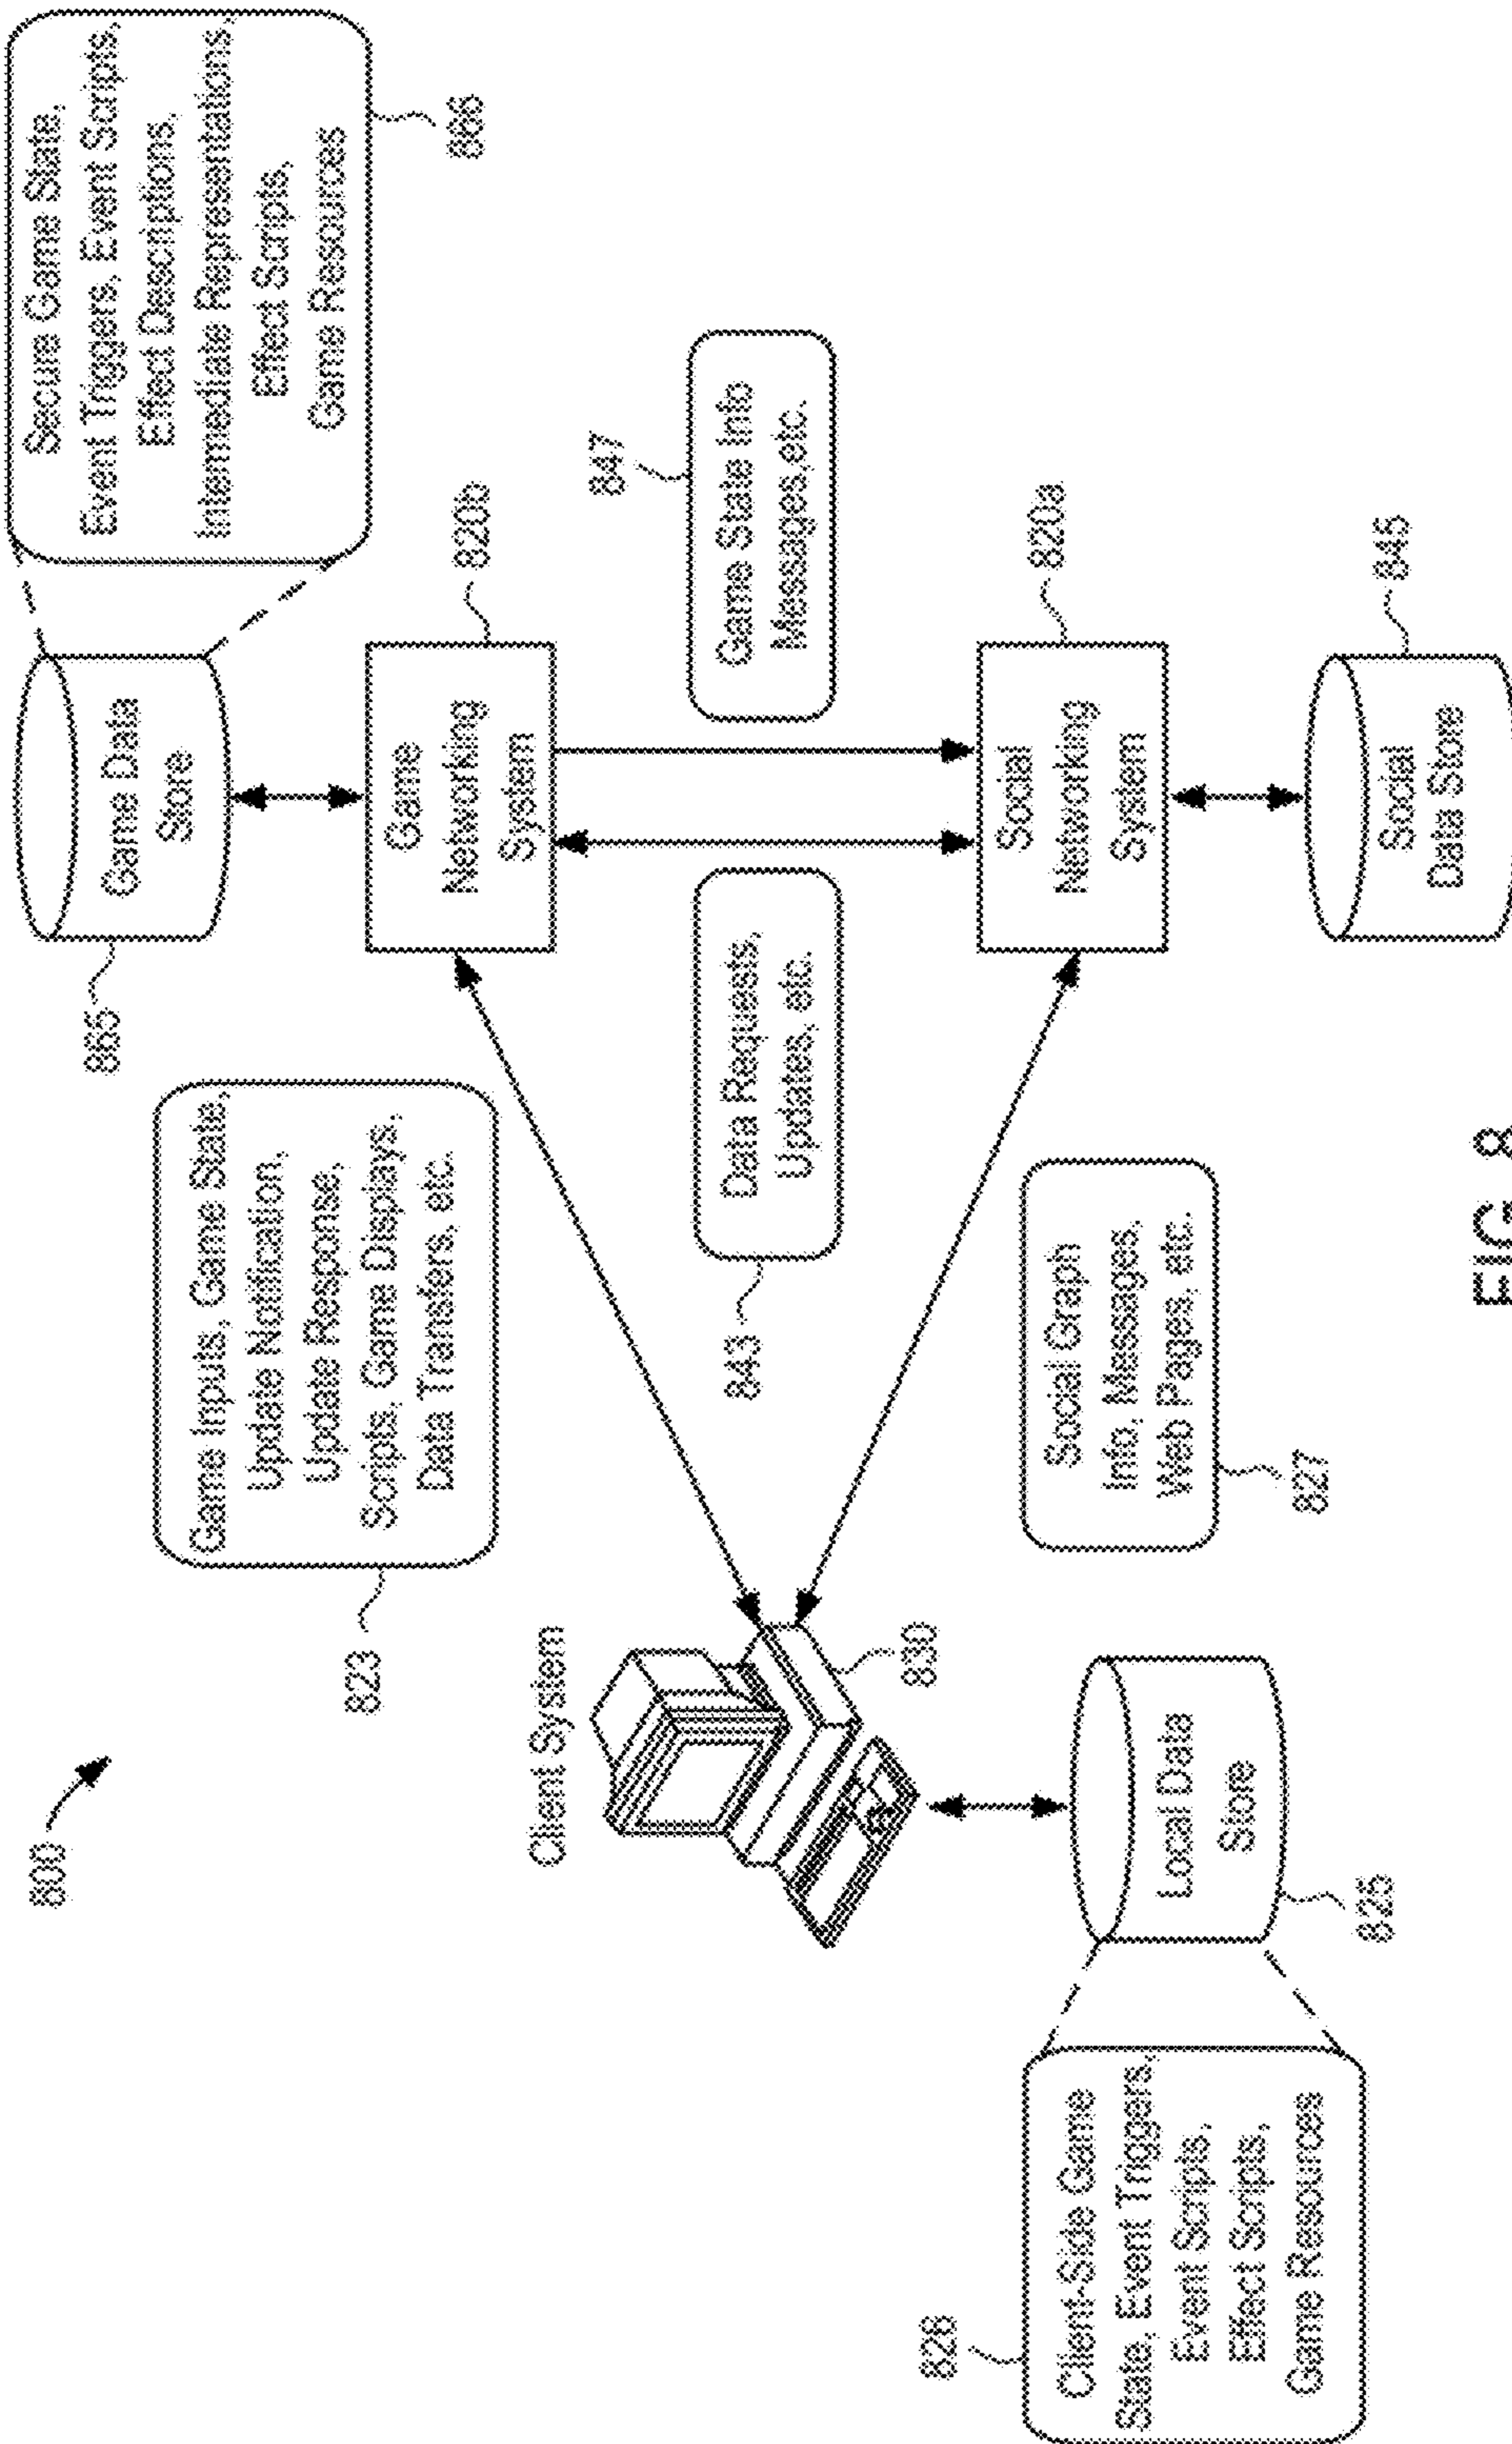 800
823
Game Inputs, Game State,
Update Notification,
Update Response,
Scripts, Game Displays,
Data Transfers, etc.
865
Game Data
Store
Secure Game State,
Event Triggers, Event Scripts,
Effect Descriptions,
Intermediate Representations,
Effect Scripts,
Game Resources
866
Client System
830
Game
Networking
System
820b
843
Data Requests,
Updates, etc.
847
Game State Info
Messages,etc.
Social
Networking
System
820a
826
Client-Side Game
State, Event Triggers,
Event Scripts,
Effect Scripts,
Game Resources
Local Data
Store
825
Social Graph
Info, Messages,
Web Pages, etc.
827
Social
Data Store
845
FIG. 8